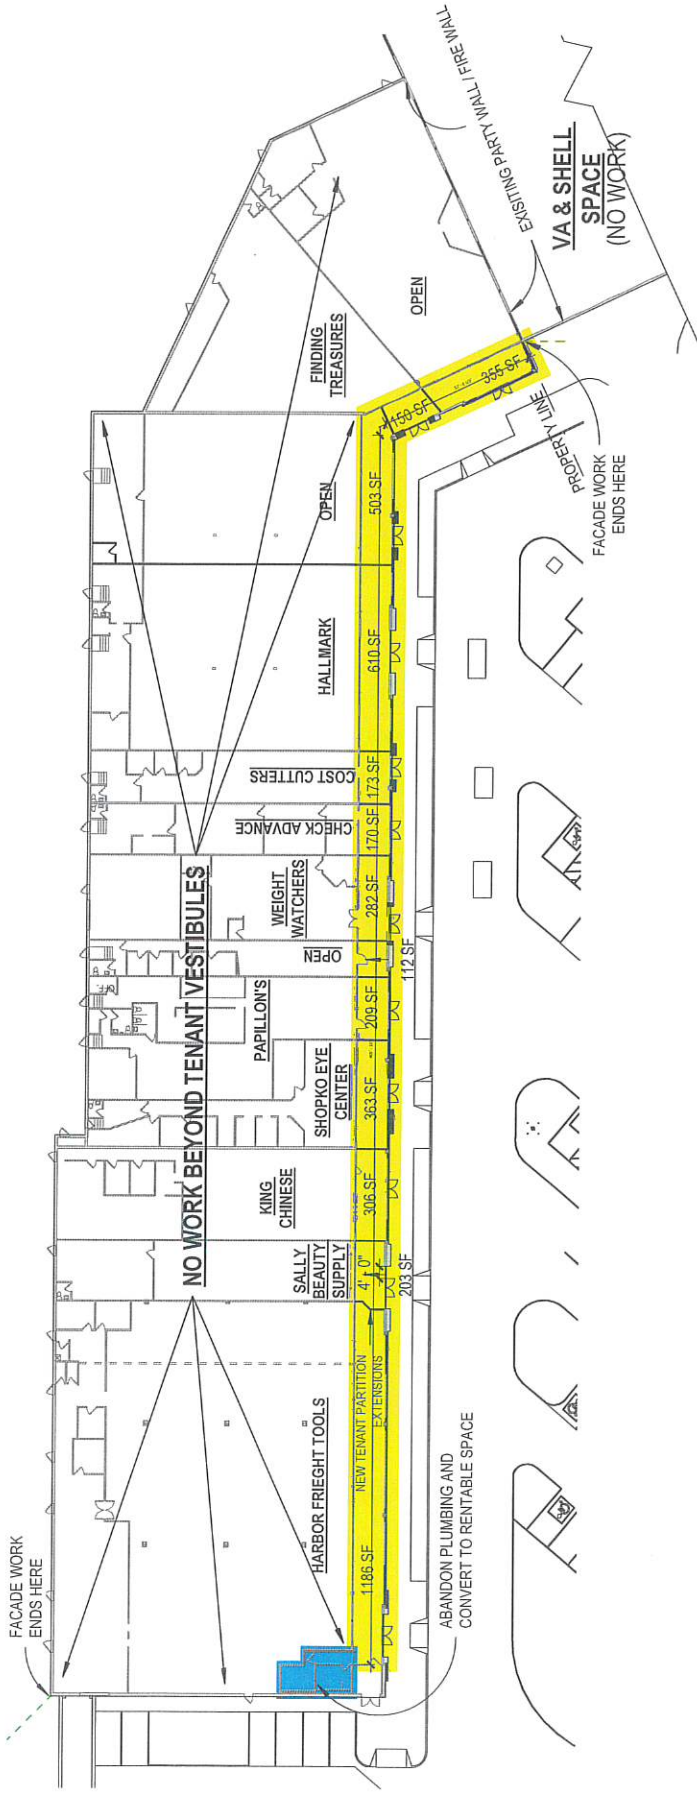 FACADE WORK
ENDS HERE
NO WORK BEYOND TENANT VESTIBULES
HARBOR FRIEGHT TOOLS
SALLY
BEAUTY
SUPPLY
KING
CHINESE
SHOPKO EYE
CENTER
PAPILLON'S
OPEN
WEIGHT
WATCHERS
CHECK ADVANCE
COST CUTTERS
HALLMARK
OPEN
FINDING
TREASURES
OPEN
NEW TENANT PARTITION
EXTENSIONS
4' 0"
1186 SF
203 SF
306 SF
363 SF
209 SF
112 SF
282 SF
170 SF
173 SF
610 SF
503 SF
150 SF
355 SF
ABANDON PLUMBING AND
CONVERT TO RENTABLE SPACE
PROPERTY LINE
FACADE WORK
ENDS HERE
EXISITING PARTY WALL / FIRE WALL
VA & SHELL
SPACE
(NO WORK)